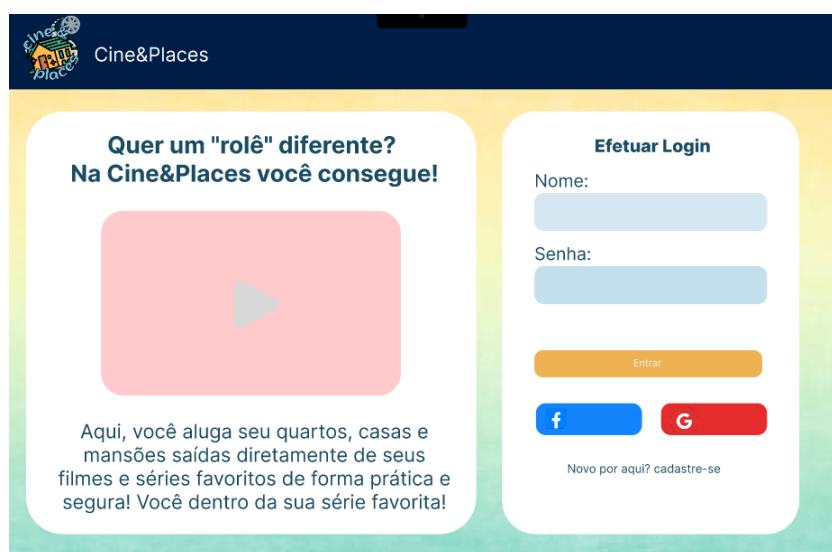 cine&
places
Cine&Places
Quer um "rolê" diferente?
Na Cine&Places você consegue!
Aqui, você aluga seu quartos, casas e
mansões saídas diretamente de seus
filmes e séries favoritos de forma prática e
segura! Você dentro da sua série favorita!
Efetuar Login
Nome:
Senha:
Entrar
f
G
Novo por aqui? cadastre-se